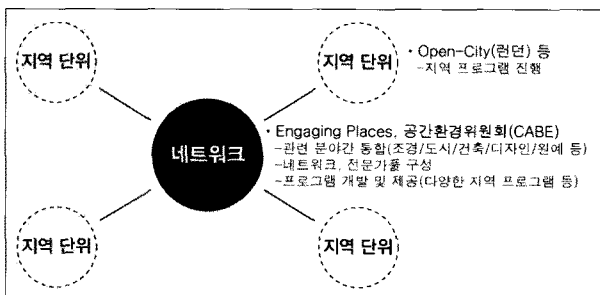 지역 단위
지역 단위
· Open-City(런던) 등
-지역 프로그램 진행
네트워크
· Engaging Places, 공간환경위원회(CABE)
-관련 분야간 통합(조경/도시/건축/디자인/원예 등)
-네트워크, 전문가풀 구성
-프로그램 개발 및 제공(다양한 지역 프로그램 등)
지역 단위
지역 단위